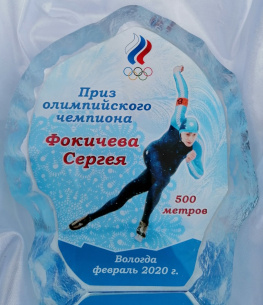 Приз
олимпийского
чемпиона
Фокичева
Сергея
500
метров
Вологда
февраль 2020 г.